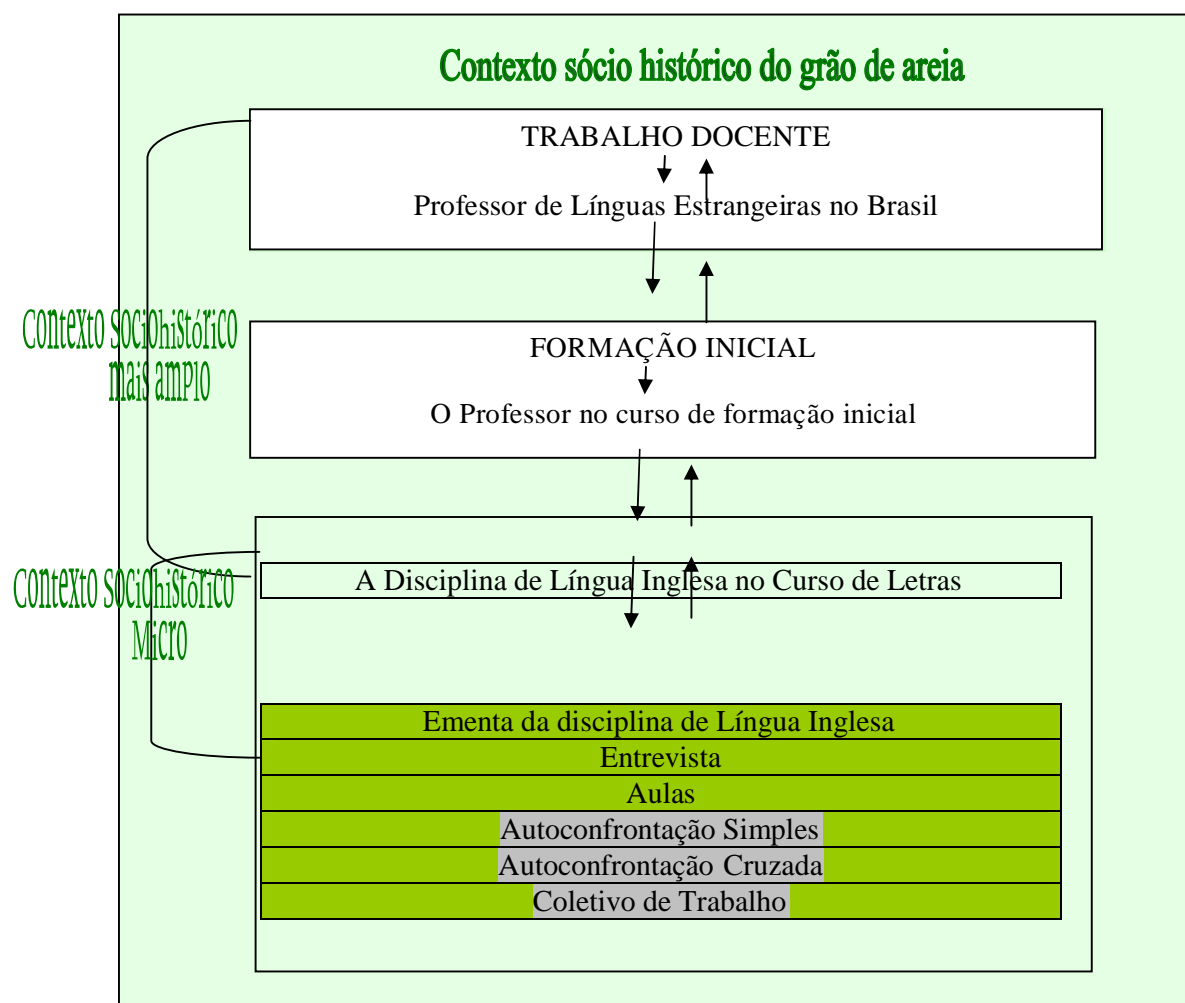 Contexto sócio histórico do grão de areia
TRABALHO DOCENTE
Professor de Línguas Estrangeiras no Brasil
Contexto sociohistórico
mais amplo
FORMAÇÃO INICIAL
O Professor no curso de formação inicial
Contexto sociohistórico
Micro
A Disciplina de Língua Inglesa no Curso de Letras
Ementa da disciplina de Língua Inglesa
Entrevista
Aulas
Autoconfrontação Simples
Autoconfrontação Cruzada
Coletivo de Trabalho